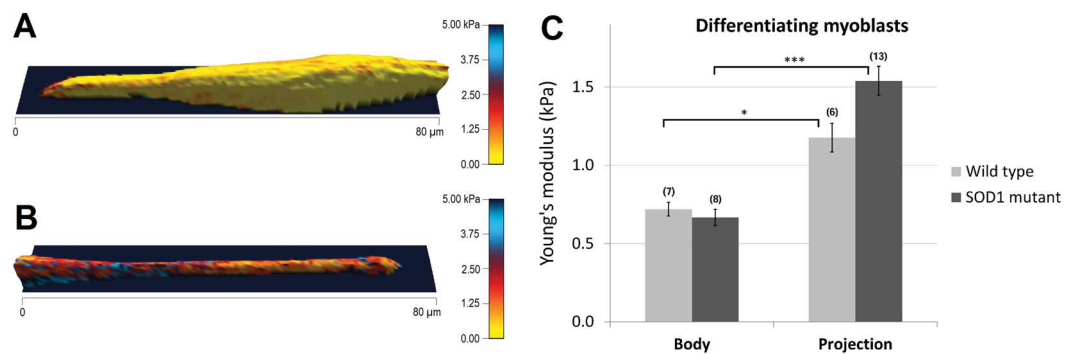 A
5.00 kPa
3.75
2.50
1.25
0.00
0
80 µm
B
5.00 kPa
3.75
2.50
1.25
0.00
0
80 µm
C
Differentiating myoblasts
Young's modulus (kPa)
1.5
1.0
0.5
0.0
***
(13)
*
(6)
(7)
(8)
Body
Projection
Wild type
SOD1 mutant